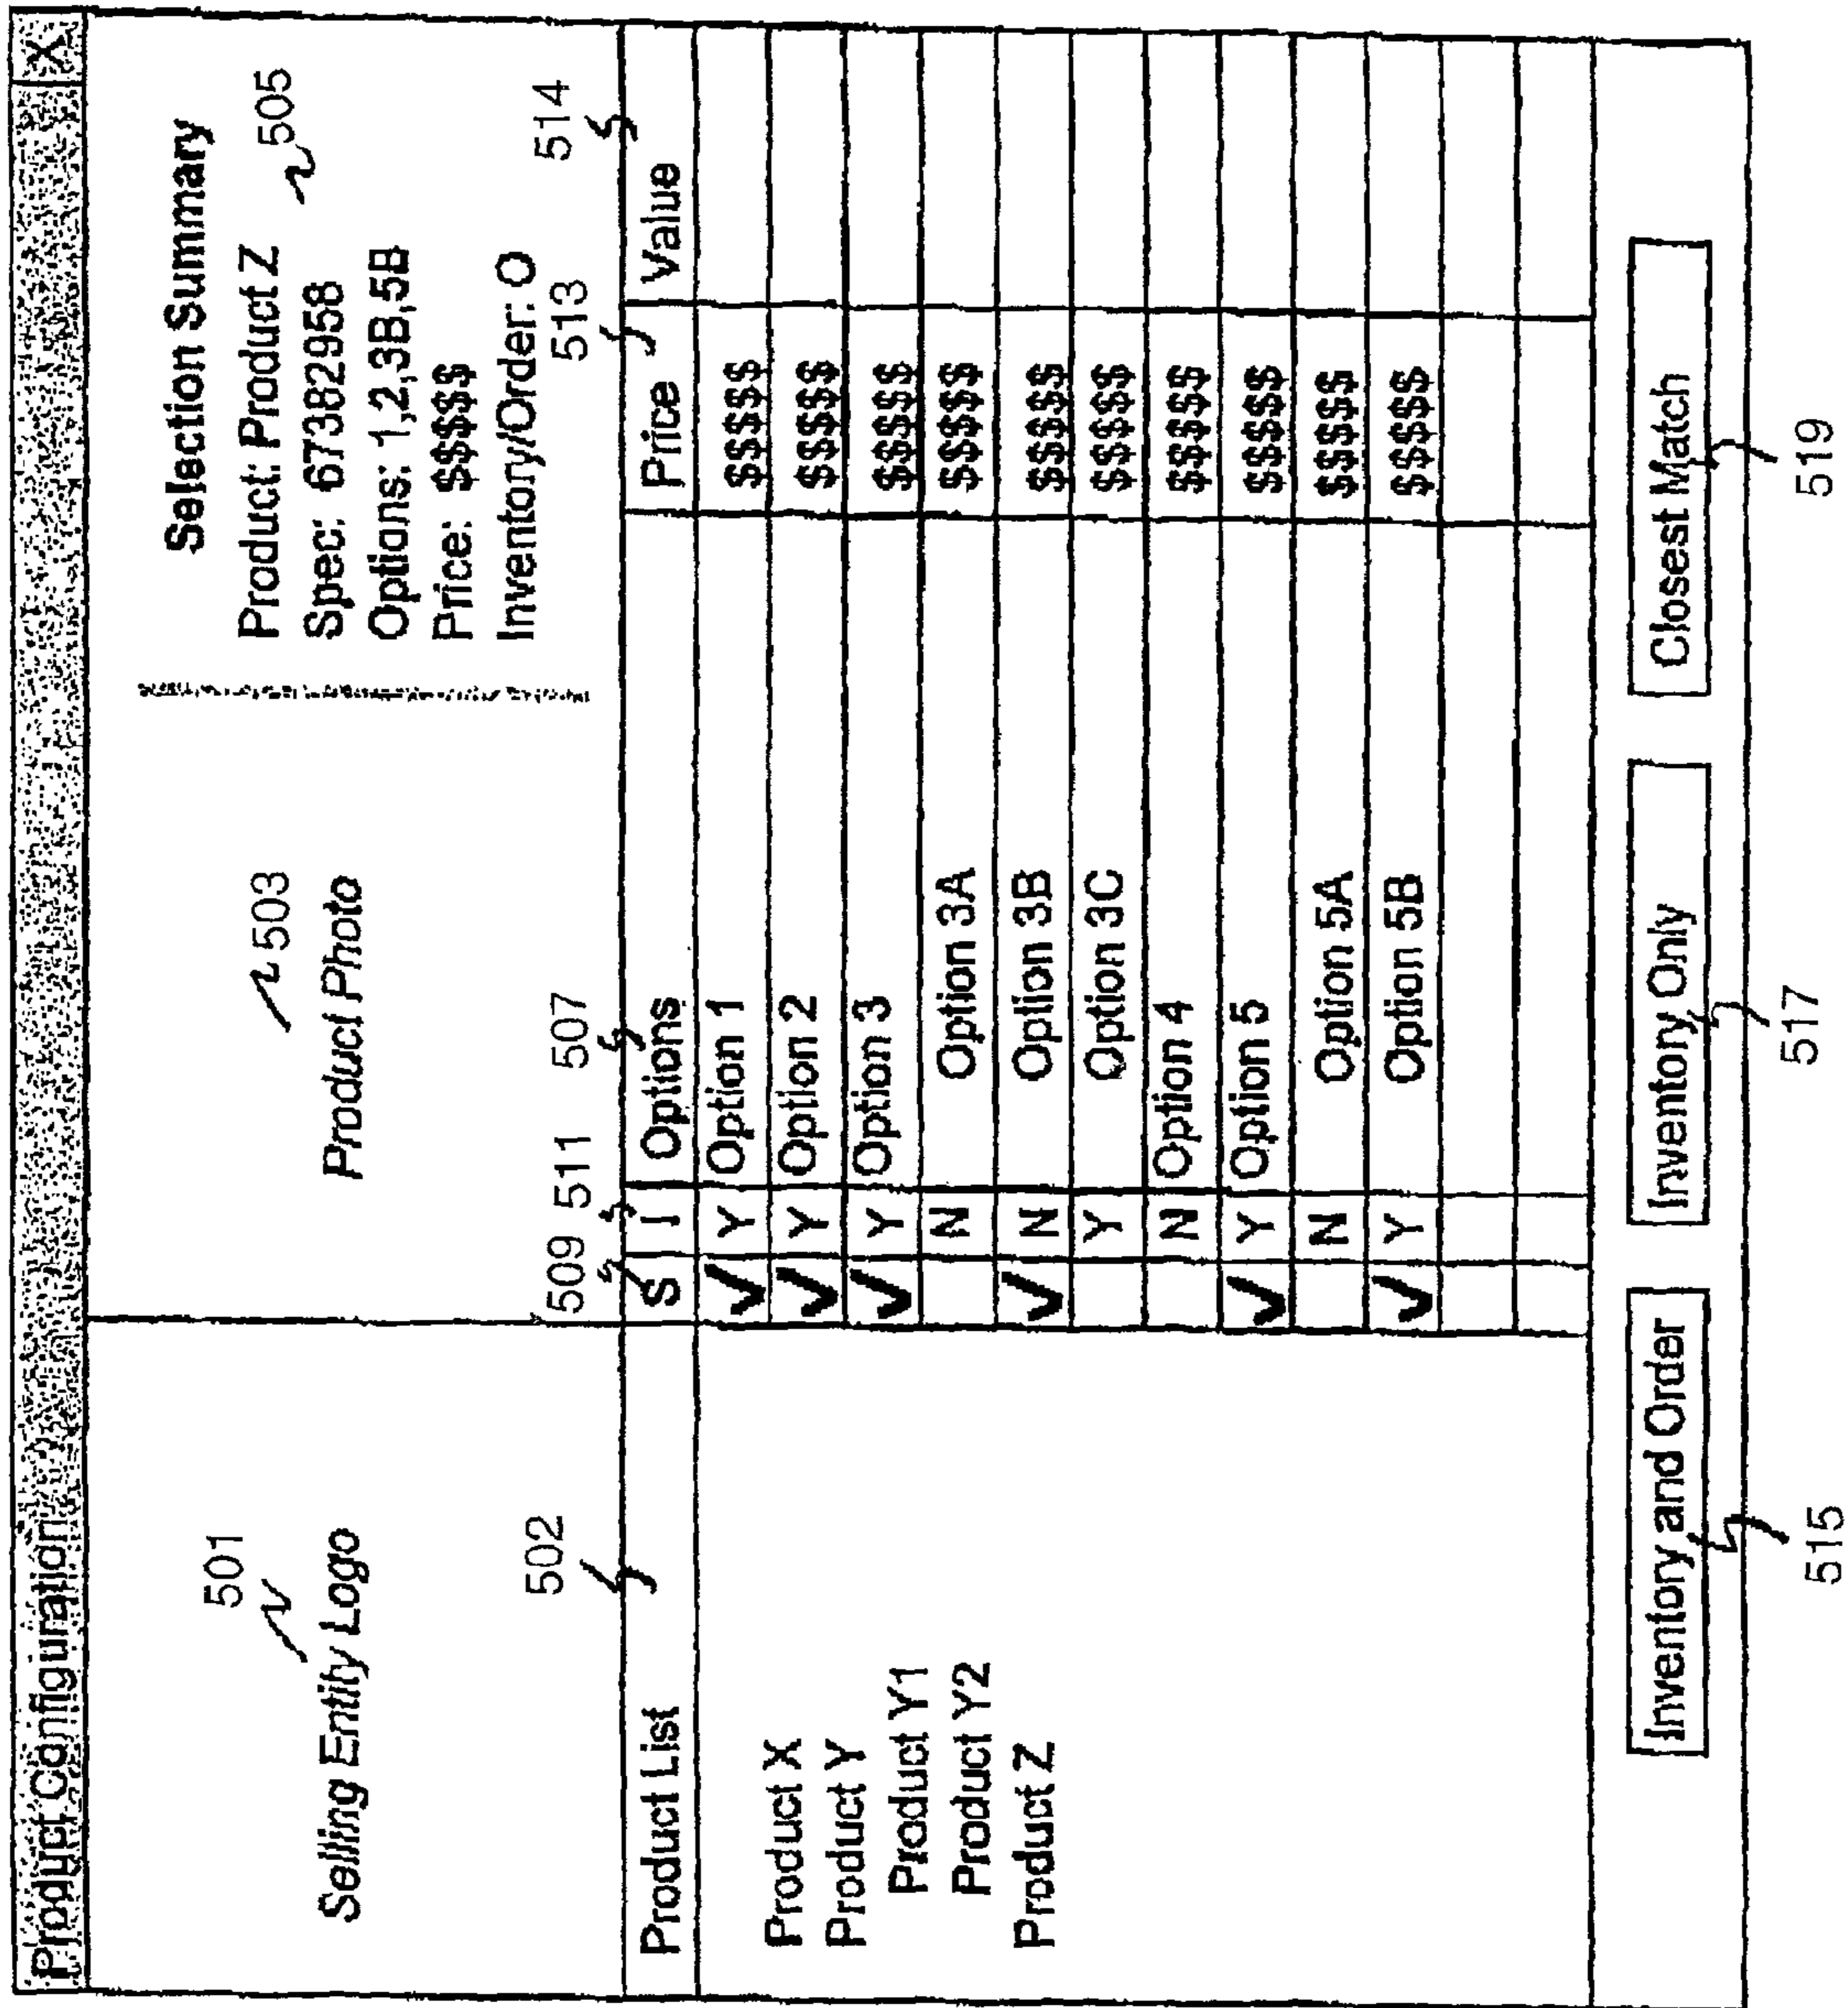 Product Configuration X
501
Selling Entity Logo
503
Product Photo
Selection Summary
Product: Product Z
505
Spec: 673829958
Options: 1,2,3B,5B
Price: $$$$$
Inventory/Order: O
502 509 511 507 513 514
Product List S I Options Price Value
✓ Y Option 1 $$$$$
✓ Y Option 2 $$$$$
✓ Y Option 3 $$$$$
N Option 3A $$$$$
✓ N Option 3B $$$$$
Y Option 3C $$$$$
N Option 4 $$$$$
✓ Y Option 5 $$$$$
N Option 5A $$$$$
✓ Y Option 5B $$$$$
Product X
Product Y
Product Y1
Product Y2
Product Z
Inventory and Order Inventory Only Closest Match
515 517 519